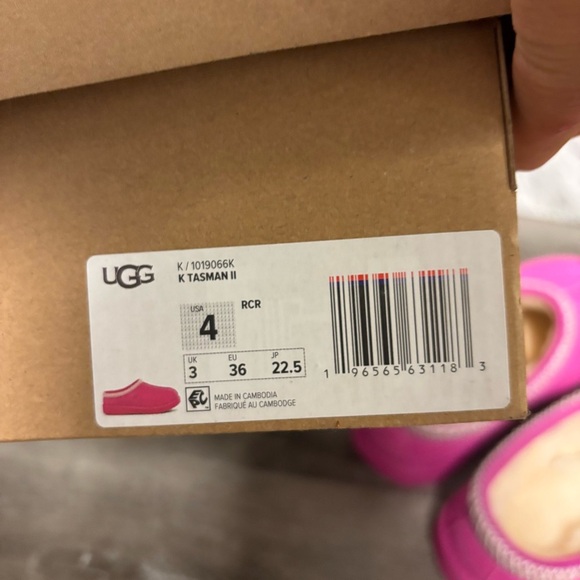 UGG
K / 1019066K
K TASMAN II
RCR
USA
4
UK EU JP
3 36 22.5
MADE IN CAMBODIA
FABRIQUÉ AU CAMBODGE
1 96565 63118 3